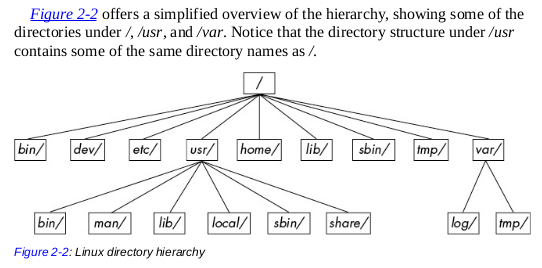 Figure 2-2 offers a simplified overview of the hierarchy, showing some of the
directories under /, /usr, and /var. Notice that the directory structure under /usr
contains some of the same directory names as /.
/
bin/ dev/ etc/ usr/ home/ lib/ sbin/ tmp/ var/
bin/ man/ lib/ local/ sbin/ share/ log/ tmp/
Figure 2-2: Linux directory hierarchy